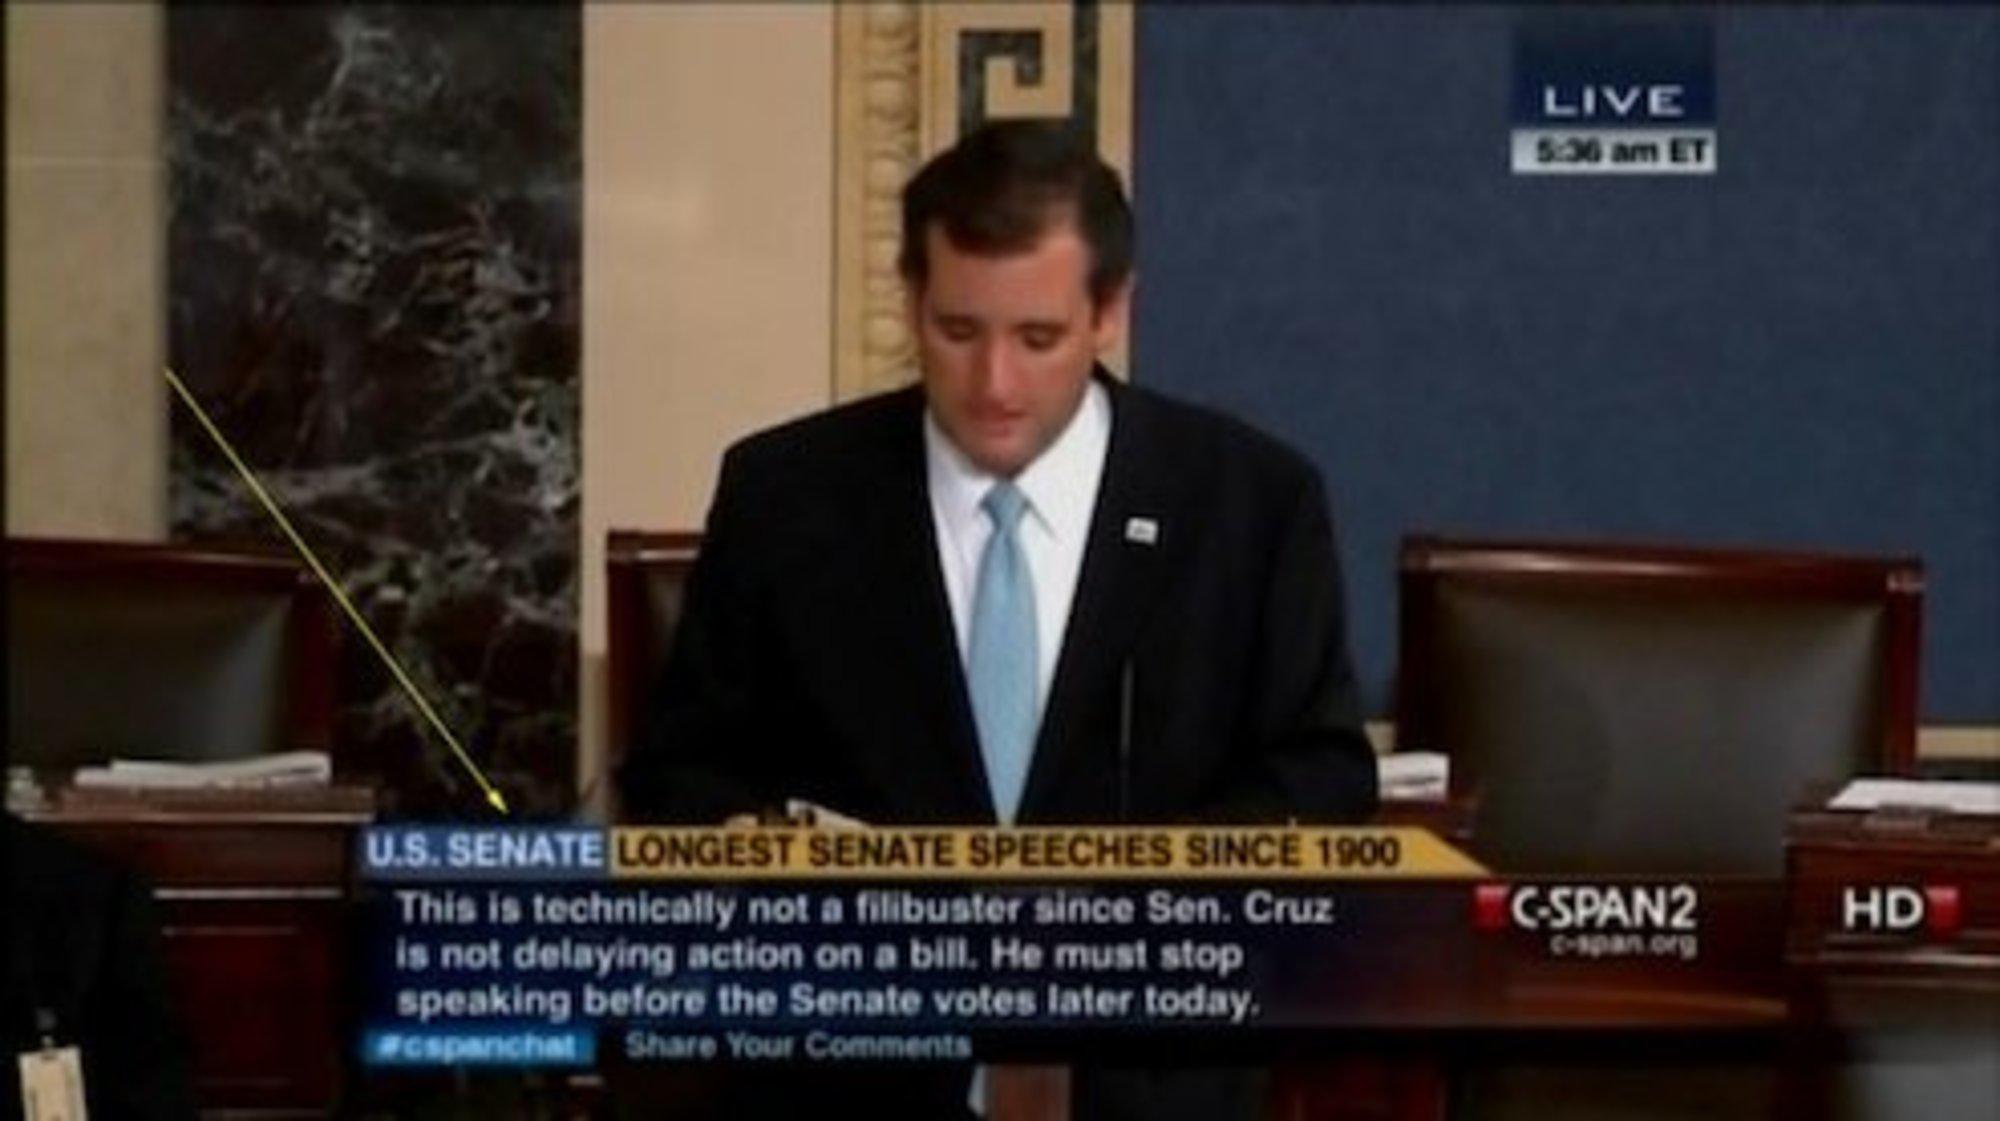 LIVE
5:36 am ET
U.S. SENATE LONGEST SENATE SPEECHES SINCE 1900
This is technically not a filibuster since Sen. Cruz
is not delaying action on a bill. He must stop
speaking before the Senate votes later today.
C-SPAN2 HD
c-span.org
#cspanchat Share Your Comments